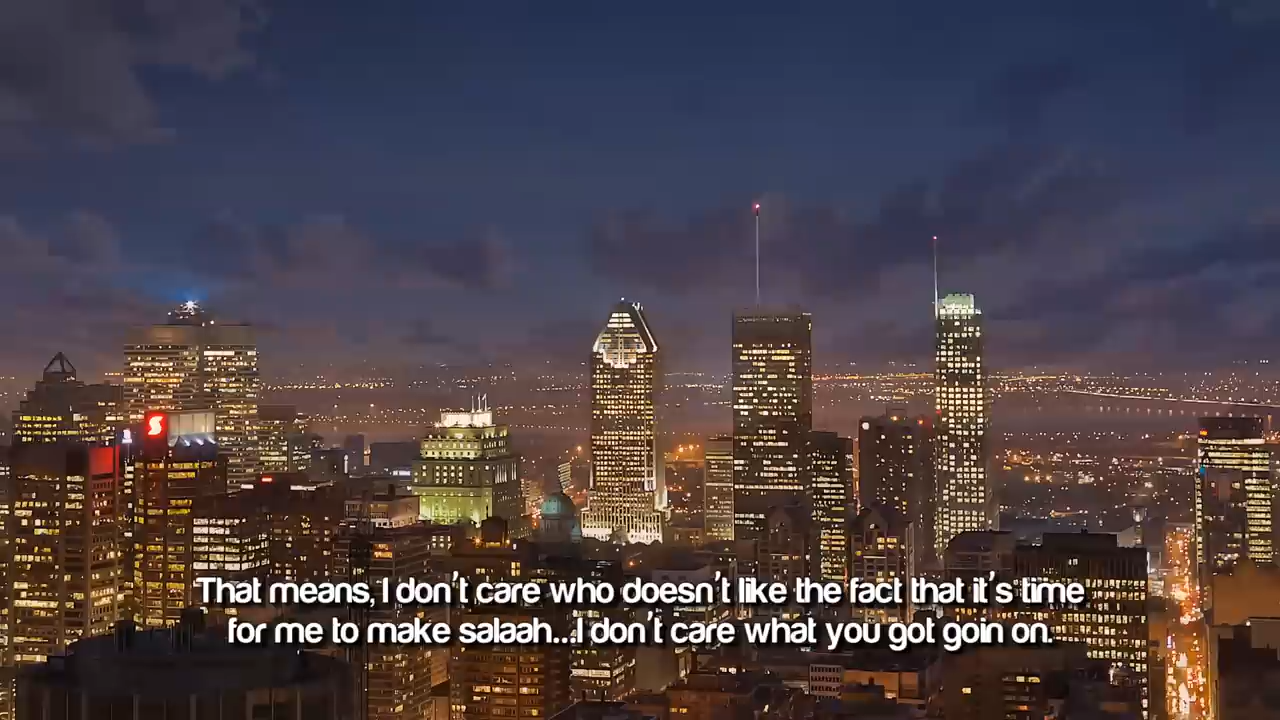 That means, I don't care who doesn't like the fact that it's time
for me to make salaah...I don't care what you got goin on.